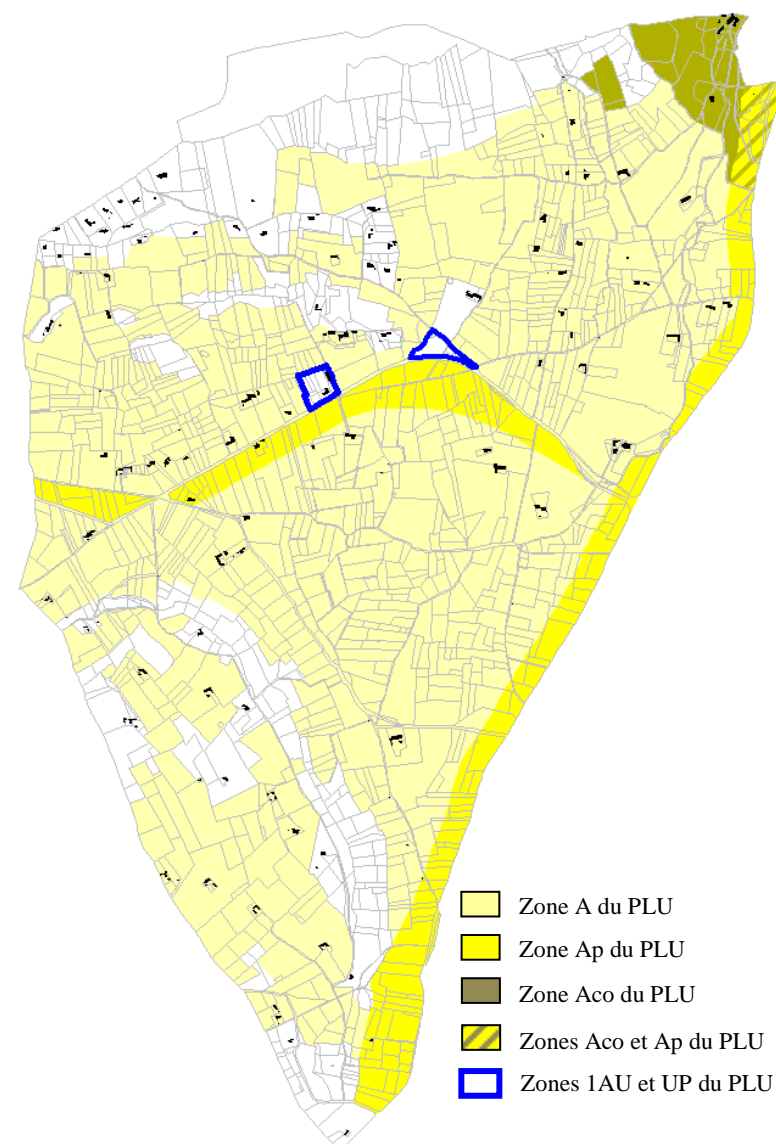 Zone A du PLU
Zone Ap du PLU
Zone Aco du PLU
Zones Aco et Ap du PLU
Zones 1AU et UP du PLU